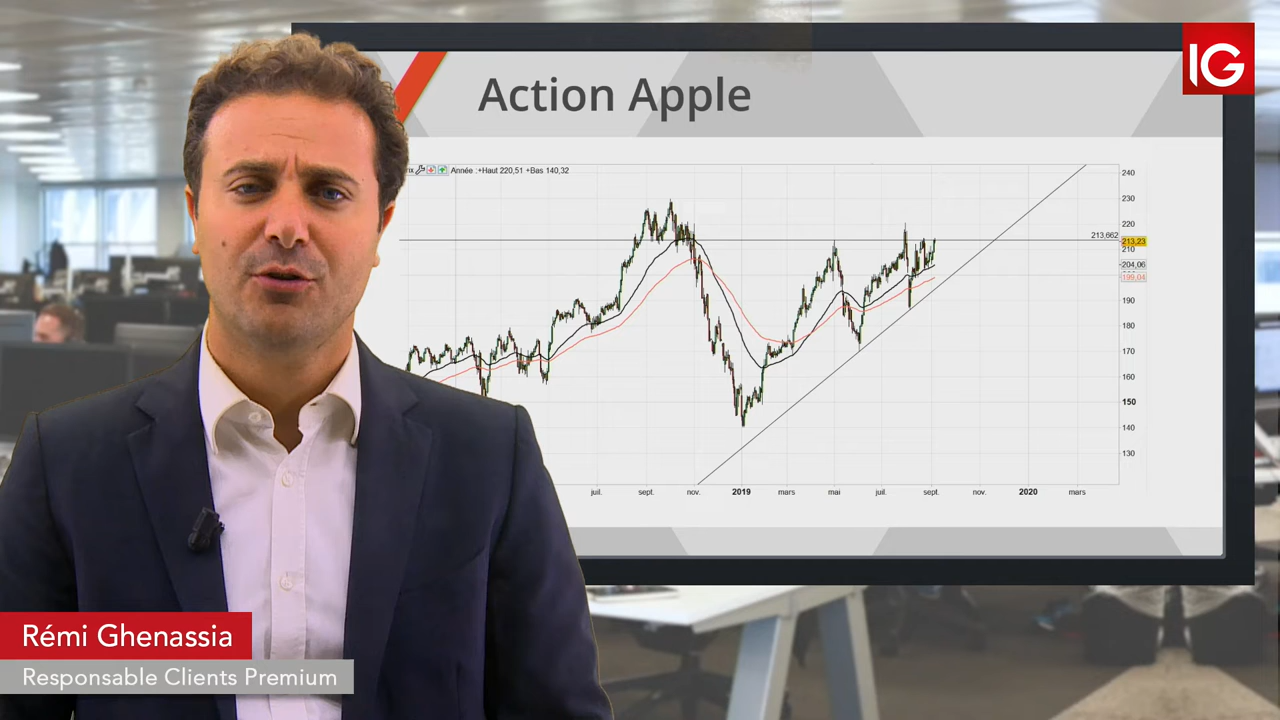 IG
Action Apple
Année :+Haut 220,51 +Bas 140,32
240
230
220
213,662
213,23
210
204,06
199,04
190
180
170
160
150
140
130
juil. sept. nov. 2019 mars mai juil. sept. nov. 2020 mars
Rémi Ghenassia
Responsable Clients Premium